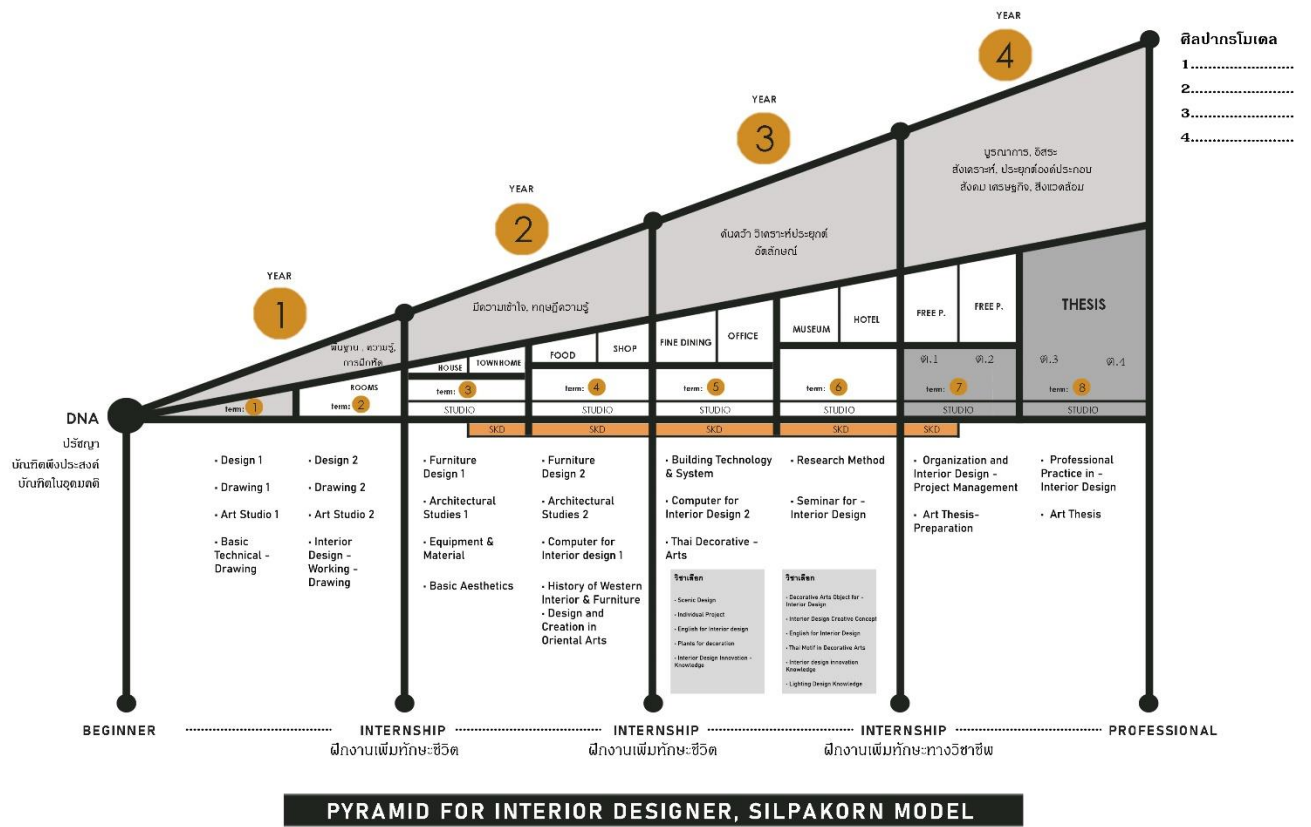 YEAR
4
ศิลปากรโมเดล
1......................
2......................
3......................
4......................
YEAR
3
บูรณาการ, อิสระ
สังเคราะห์, ประยุกต์องค์ประกอบ
สังคม เศรษฐกิจ, สิ่งแวดล้อม
YEAR
2
ค้นคว้า วิเคราะห์ประยุกต์
อัตลักษณ์
YEAR
1
มีความเข้าใจ, ทฤษฎีความรู้
พื้นฐาน , ความรู้,
การฝึกหัด
HOUSE
TOWNHOME
FOOD
SHOP
FINE DINING
OFFICE
MUSEUM
HOTEL
FREE P.
FREE P.
THESIS
ศ.1
ศ.2
ศ.3
ศ.4
ROOMS
term: 1
term: 2
term: 3
term: 4
term: 5
term: 6
term: 7
term: 8
STUDIO
STUDIO
STUDIO
STUDIO
STUDIO
STUDIO
SKD
SKD
SKD
SKD
SKD
DNA
ปรัชญา
บัณฑิตพึงประสงค์
บัณฑิตในอุดมคติ
• Design 1
• Drawing 1
• Art Studio 1
• Basic
Technical –
Drawing
• Design 2
• Drawing 2
• Art Studio 2
• Interior
Design –
Working –
Drawing
• Furniture
Design 1
• Architectural
Studies 1
• Equipment &
Material
• Basic Aesthetics
• Furniture
Design 2
• Architectural
Studies 2
• Computer for
Interior design 1
• History of Western
Interior & Furniture
• Design and
Creation in
Oriental Arts
• Building Technology
& System
• Computer for
Interior Design 2
• Thai Decorative –
Arts
วิชาเลือก
- Scenic Design
- Individual Project
- English for Interior design
- Plants for decoration
- Interior Design Innovation -
Knowledge
• Research Method
• Seminar for -
Interior Design
วิชาเลือก
- Decorative Arts Object for -
Interior Design
- Interior Design Creative Concept
- English for Interior Design
- Thai Motif in Decorative Arts
- Interior design innovation
Knowledge
- Lighting Design Knowledge
• Organization and
Interior Design –
Project Management
• Art Thesis-
Preparation
• Professional
Practice in –
Interior Design
• Art Thesis
BEGINNER
INTERNSHIP
ฝึกงานเพิ่มทักษะชีวิต
INTERNSHIP
ฝึกงานเพิ่มทักษะชีวิต
INTERNSHIP
ฝึกงานเพิ่มทักษะทางวิชาชีพ
PROFESSIONAL
PYRAMID FOR INTERIOR DESIGNER, SILPAKORN MODEL